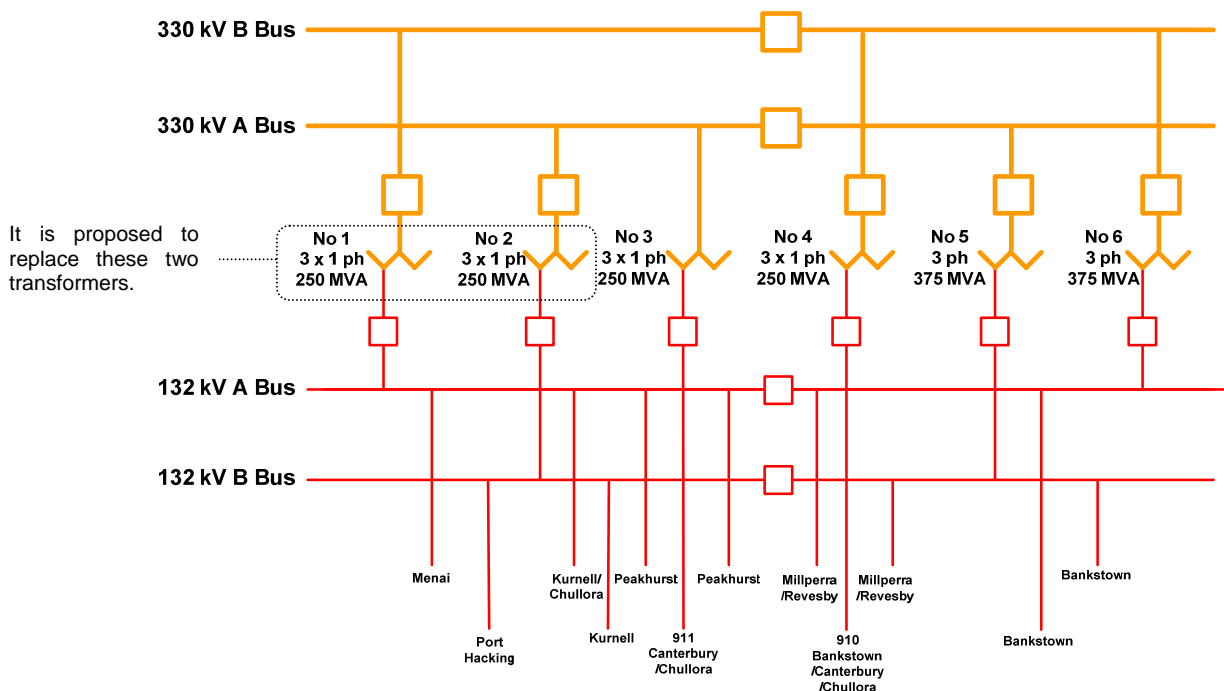 330 kV B Bus
330 kV A Bus
It is proposed to
replace these two
transformers.
No 1
3 x 1 ph
250 MVA
No 2
3 x 1 ph
250 MVA
No 3
3 x 1 ph
250 MVA
No 4
3 x 1 ph
250 MVA
No 5
3 ph
375 MVA
No 6
3 ph
375 MVA
132 kV A Bus
132 kV B Bus
Menai
Port
Hacking
Kurnell/
Chullora
Kurnell
Peakhurst
911
Canterbury
/Chullora
Peakhurst
Millperra
/Revesby
910
Bankstown
/Canterbury
/Chullora
Millperra
/Revesby
Bankstown
Bankstown